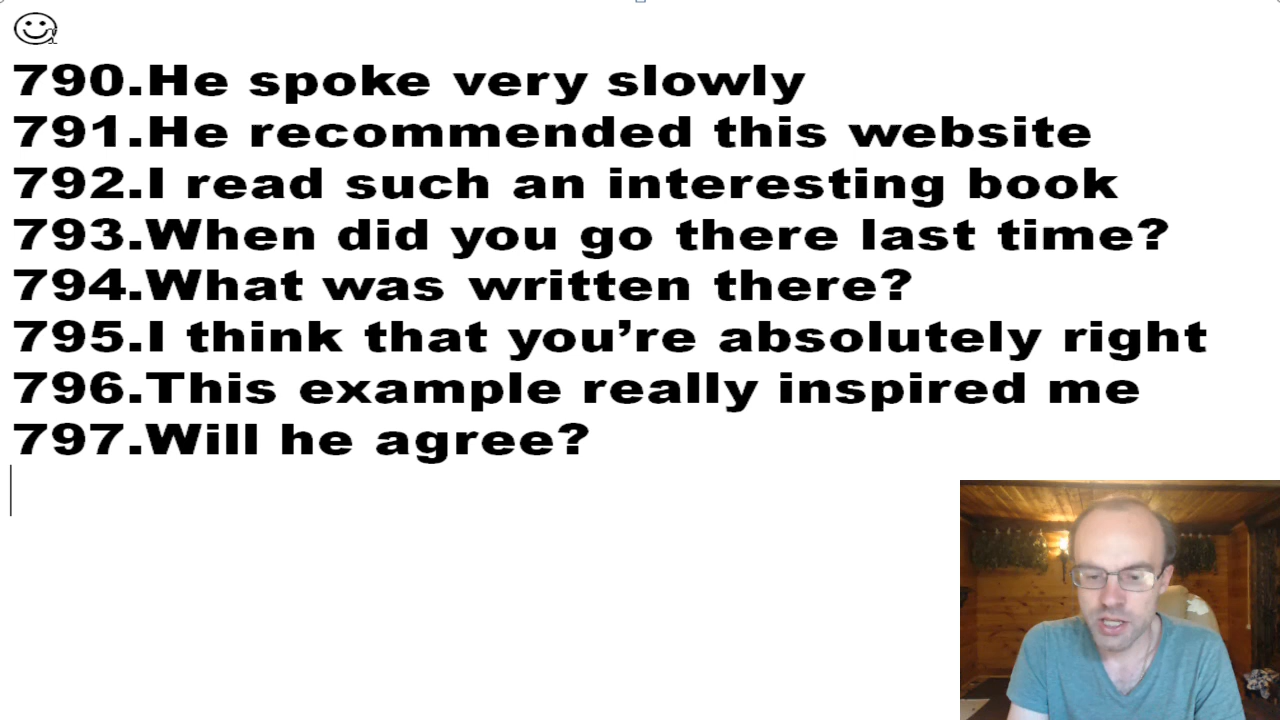 790.He spoke very slowly
791.He recommended this website
792.I read such an interesting book
793.When did you go there last time?
794.What was written there?
795.I think that you’re absolutely right
796.This example really inspired me
797.Will he agree?